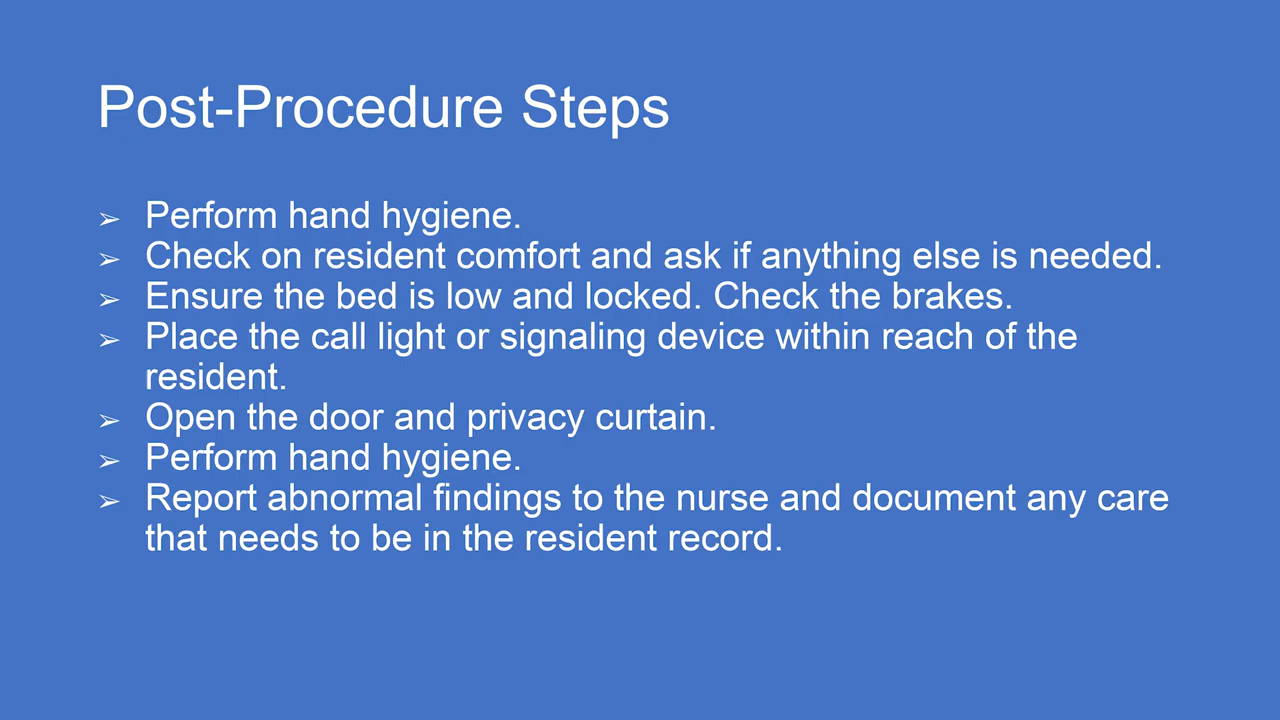 Post-Procedure Steps
➢ Perform hand hygiene.
➢ Check on resident comfort and ask if anything else is needed.
➢ Ensure the bed is low and locked. Check the brakes.
➢ Place the call light or signaling device within reach of the
resident.
➢ Open the door and privacy curtain.
➢ Perform hand hygiene.
➢ Report abnormal findings to the nurse and document any care
that needs to be in the resident record.